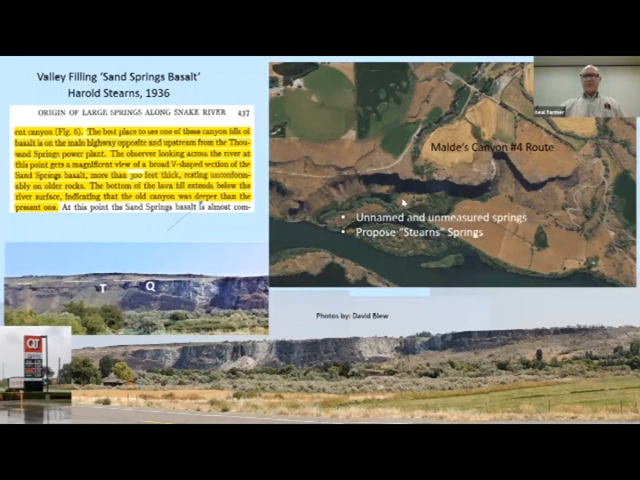 Valley Filling ‘Sand Springs Basalt’
Harold Stearns, 1936
ORIGIN OF LARGE SPRINGS ALONG SNAKE RIVER 437
ent canyon (Fig. 6). The best place to see one of these canyon fills of
basalt is on the main highway opposite and upstream from the Thou-
sand Springs power plant. The observer looking across the river at
this point gets a magnificent view of a broad V-shaped section of the
Sand Springs basalt, more than 300 feet thick, resting unconform-
ably on older rocks. The bottom of the lava fill extends below the
river surface, indicating that the old canyon was deeper than the
present one. At this point the Sand Springs basalt is almost com-
Malde's Canyon #4 Route
• Unnamed and unmeasured springs
• Propose “Stearns” Springs
T Q
Photos by: David Blew
QT
Neal Farmer